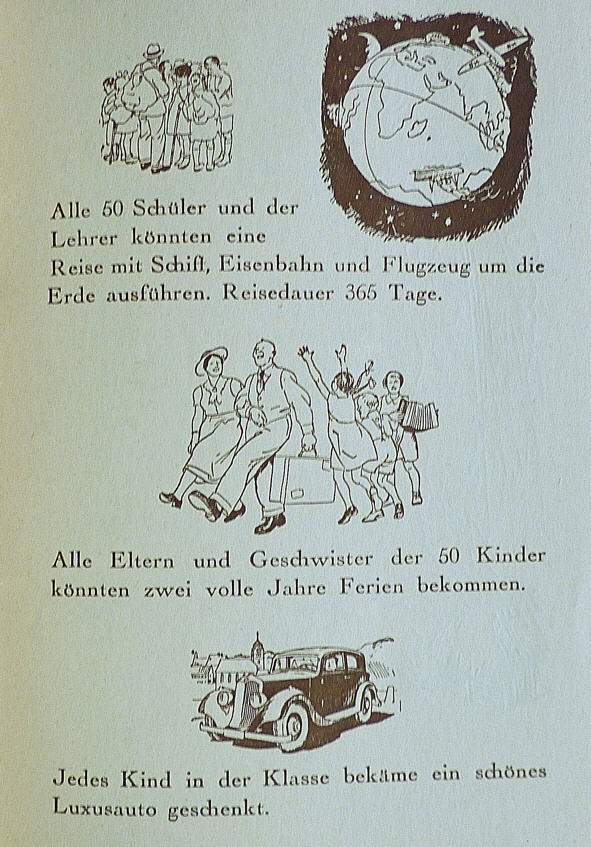 Alle 50 Schüler und der
Lehrer könnten eine
Reise mit Schiff, Eisenbahn und Flugzeug um die
Erde ausführen. Reisedauer 365 Tage.
Alle Eltern und Geschwister der 50 Kinder
könnten zwei volle Jahre Ferien bekommen.
Jedes Kind in der Klasse bekäme ein schönes
Luxusauto geschenkt.